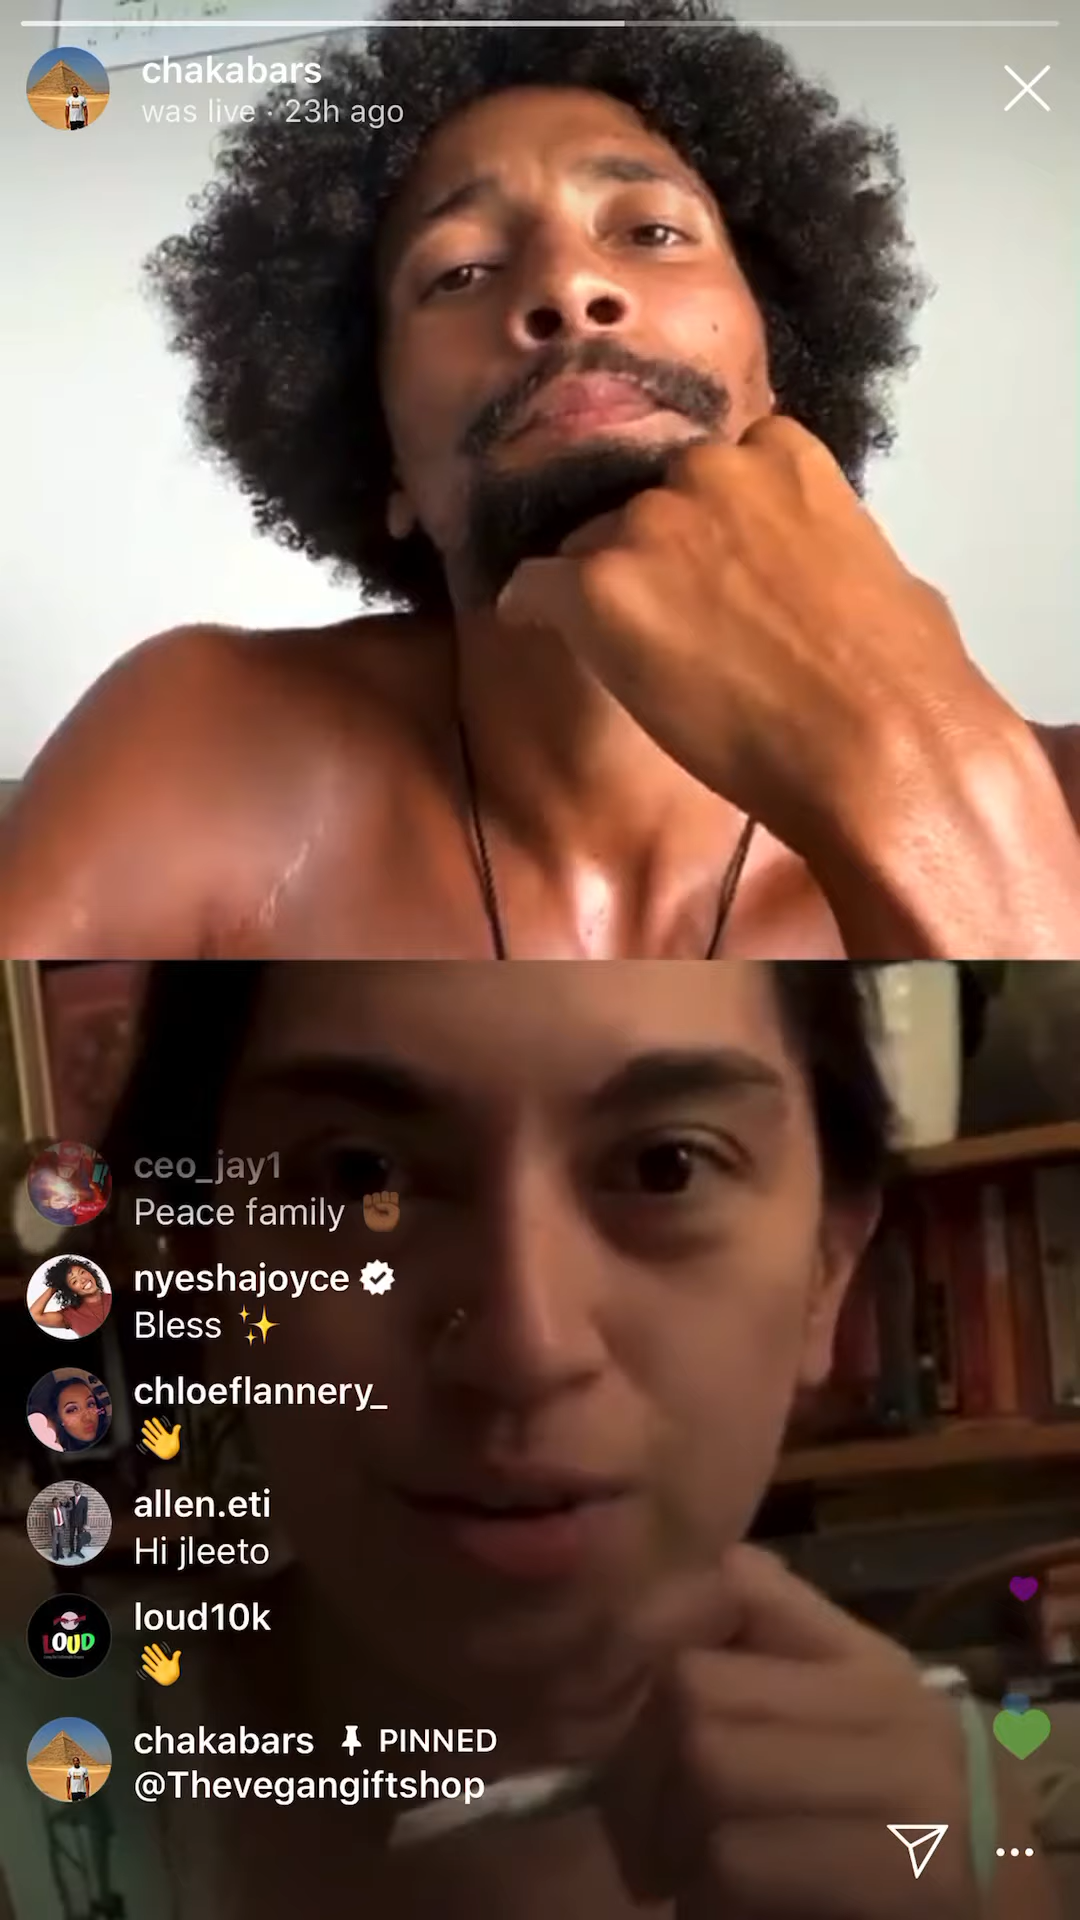 chakabars
was live · 23h ago
ceo_jay1
Peace family ✊🏾
nyeshajoyce
Bless ✨
chloeflannery_
👋
allen.eti
Hi jleeto
loud10k
👋
LOUD
chakabars PINNED
@Thevegangiftshop